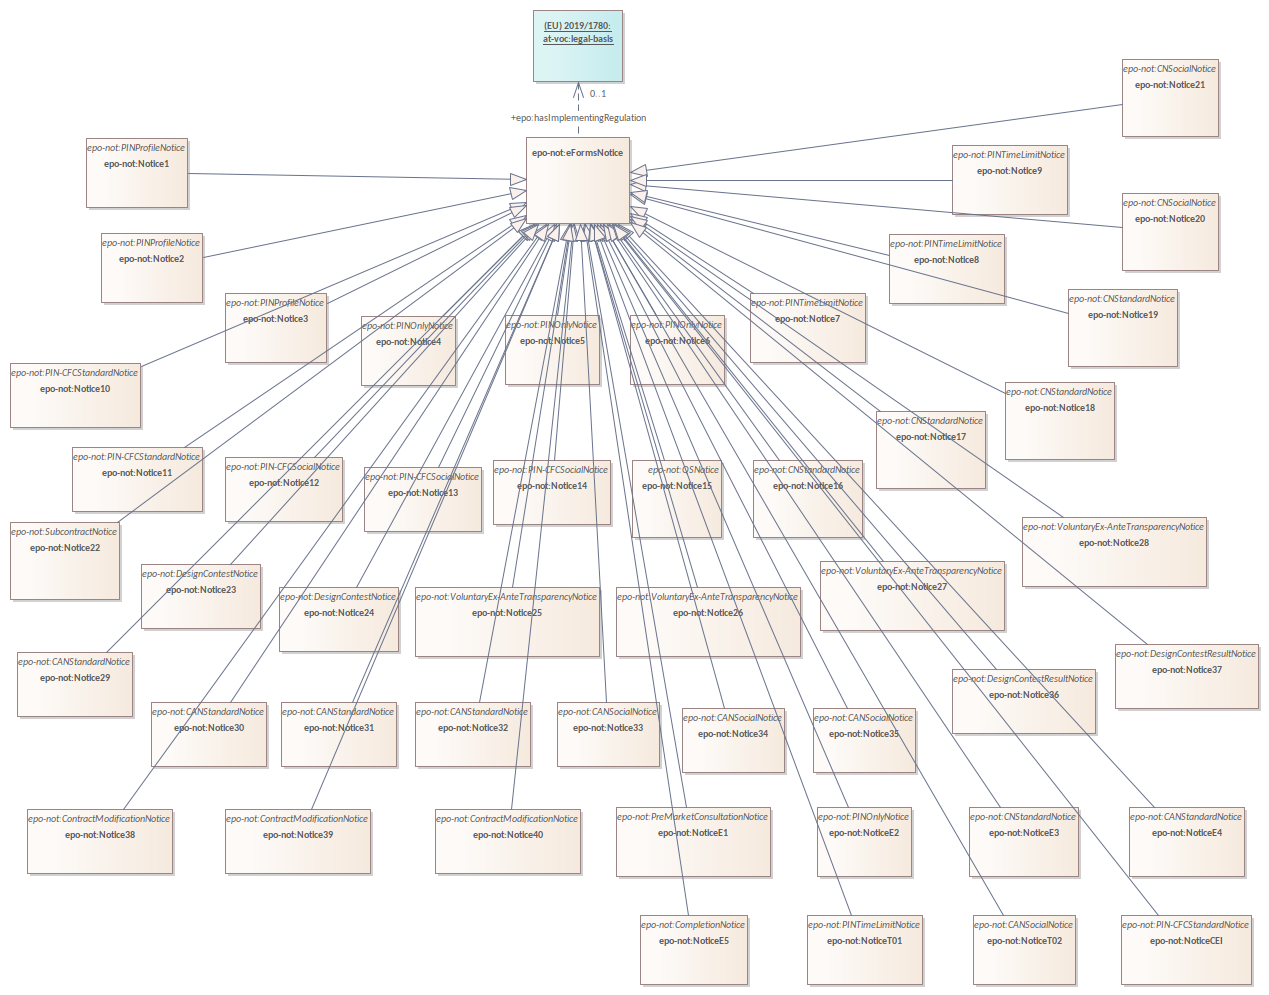 (EU) 2019/1780:
at-voc:legal-basis
0..1
+epo:hasImplementingRegulation
epo-not:eFormsNotice
epo-not:CNSocialNotice
epo-not:Notice21
epo-not:PINProfileNotice
epo-not:Notice1
epo-not:PINTimeLimitNotice
epo-not:Notice9
epo-not:CNSocialNotice
epo-not:Notice20
epo-not:PINProfileNotice
epo-not:Notice2
epo-not:PINTimeLimitNotice
epo-not:Notice8
epo-not:CNStandardNotice
epo-not:Notice19
epo-not:PINProfileNotice
epo-not:Notice3
epo-not:PINOnlyNotice
epo-not:Notice4
epo-not:PINOnlyNotice
epo-not:Notice5
epo-not:PINOnlyNotice
epo-not:Notice6
epo-not:PINTimeLimitNotice
epo-not:Notice7
epo-not:PIN-CFCStandardNotice
epo-not:Notice10
epo-not:CNStandardNotice
epo-not:Notice18
epo-not:CNStandardNotice
epo-not:Notice17
epo-not:PIN-CFCStandardNotice
epo-not:Notice11
epo-not:PIN-CFCSocialNotice
epo-not:Notice12
epo-not:PIN-CFCSocialNotice
epo-not:Notice13
epo-not:PIN-CFCSocialNotice
epo-not:Notice14
epo-not:QSNotice
epo-not:Notice15
epo-not:CNStandardNotice
epo-not:Notice16
epo-not:SubcontractNotice
epo-not:Notice22
epo-not:VoluntaryEx-AnteTransparencyNotice
epo-not:Notice28
epo-not:DesignContestNotice
epo-not:Notice23
epo-not:DesignContestNotice
epo-not:Notice24
epo-not:VoluntaryEx-AnteTransparencyNotice
epo-not:Notice25
epo-not:VoluntaryEx-AnteTransparencyNotice
epo-not:Notice26
epo-not:VoluntaryEx-AnteTransparencyNotice
epo-not:Notice27
epo-not:CANStandardNotice
epo-not:Notice29
epo-not:DesignContestResultNotice
epo-not:Notice37
epo-not:DesignContestResultNotice
epo-not:Notice36
epo-not:CANStandardNotice
epo-not:Notice30
epo-not:CANStandardNotice
epo-not:Notice31
epo-not:CANStandardNotice
epo-not:Notice32
epo-not:CANSocialNotice
epo-not:Notice33
epo-not:CANSocialNotice
epo-not:Notice34
epo-not:CANSocialNotice
epo-not:Notice35
epo-not:ContractModificationNotice
epo-not:Notice38
epo-not:ContractModificationNotice
epo-not:Notice39
epo-not:ContractModificationNotice
epo-not:Notice40
epo-not:PreMarketConsultationNotice
epo-not:NoticeE1
epo-not:PINOnlyNotice
epo-not:NoticeE2
epo-not:CNStandardNotice
epo-not:NoticeE3
epo-not:CANStandardNotice
epo-not:NoticeE4
epo-not:CompletionNotice
epo-not:NoticeE5
epo-not:PINTimeLimitNotice
epo-not:NoticeT01
epo-not:CANSocialNotice
epo-not:NoticeT02
epo-not:PIN-CFCStandardNotice
epo-not:NoticeCEI